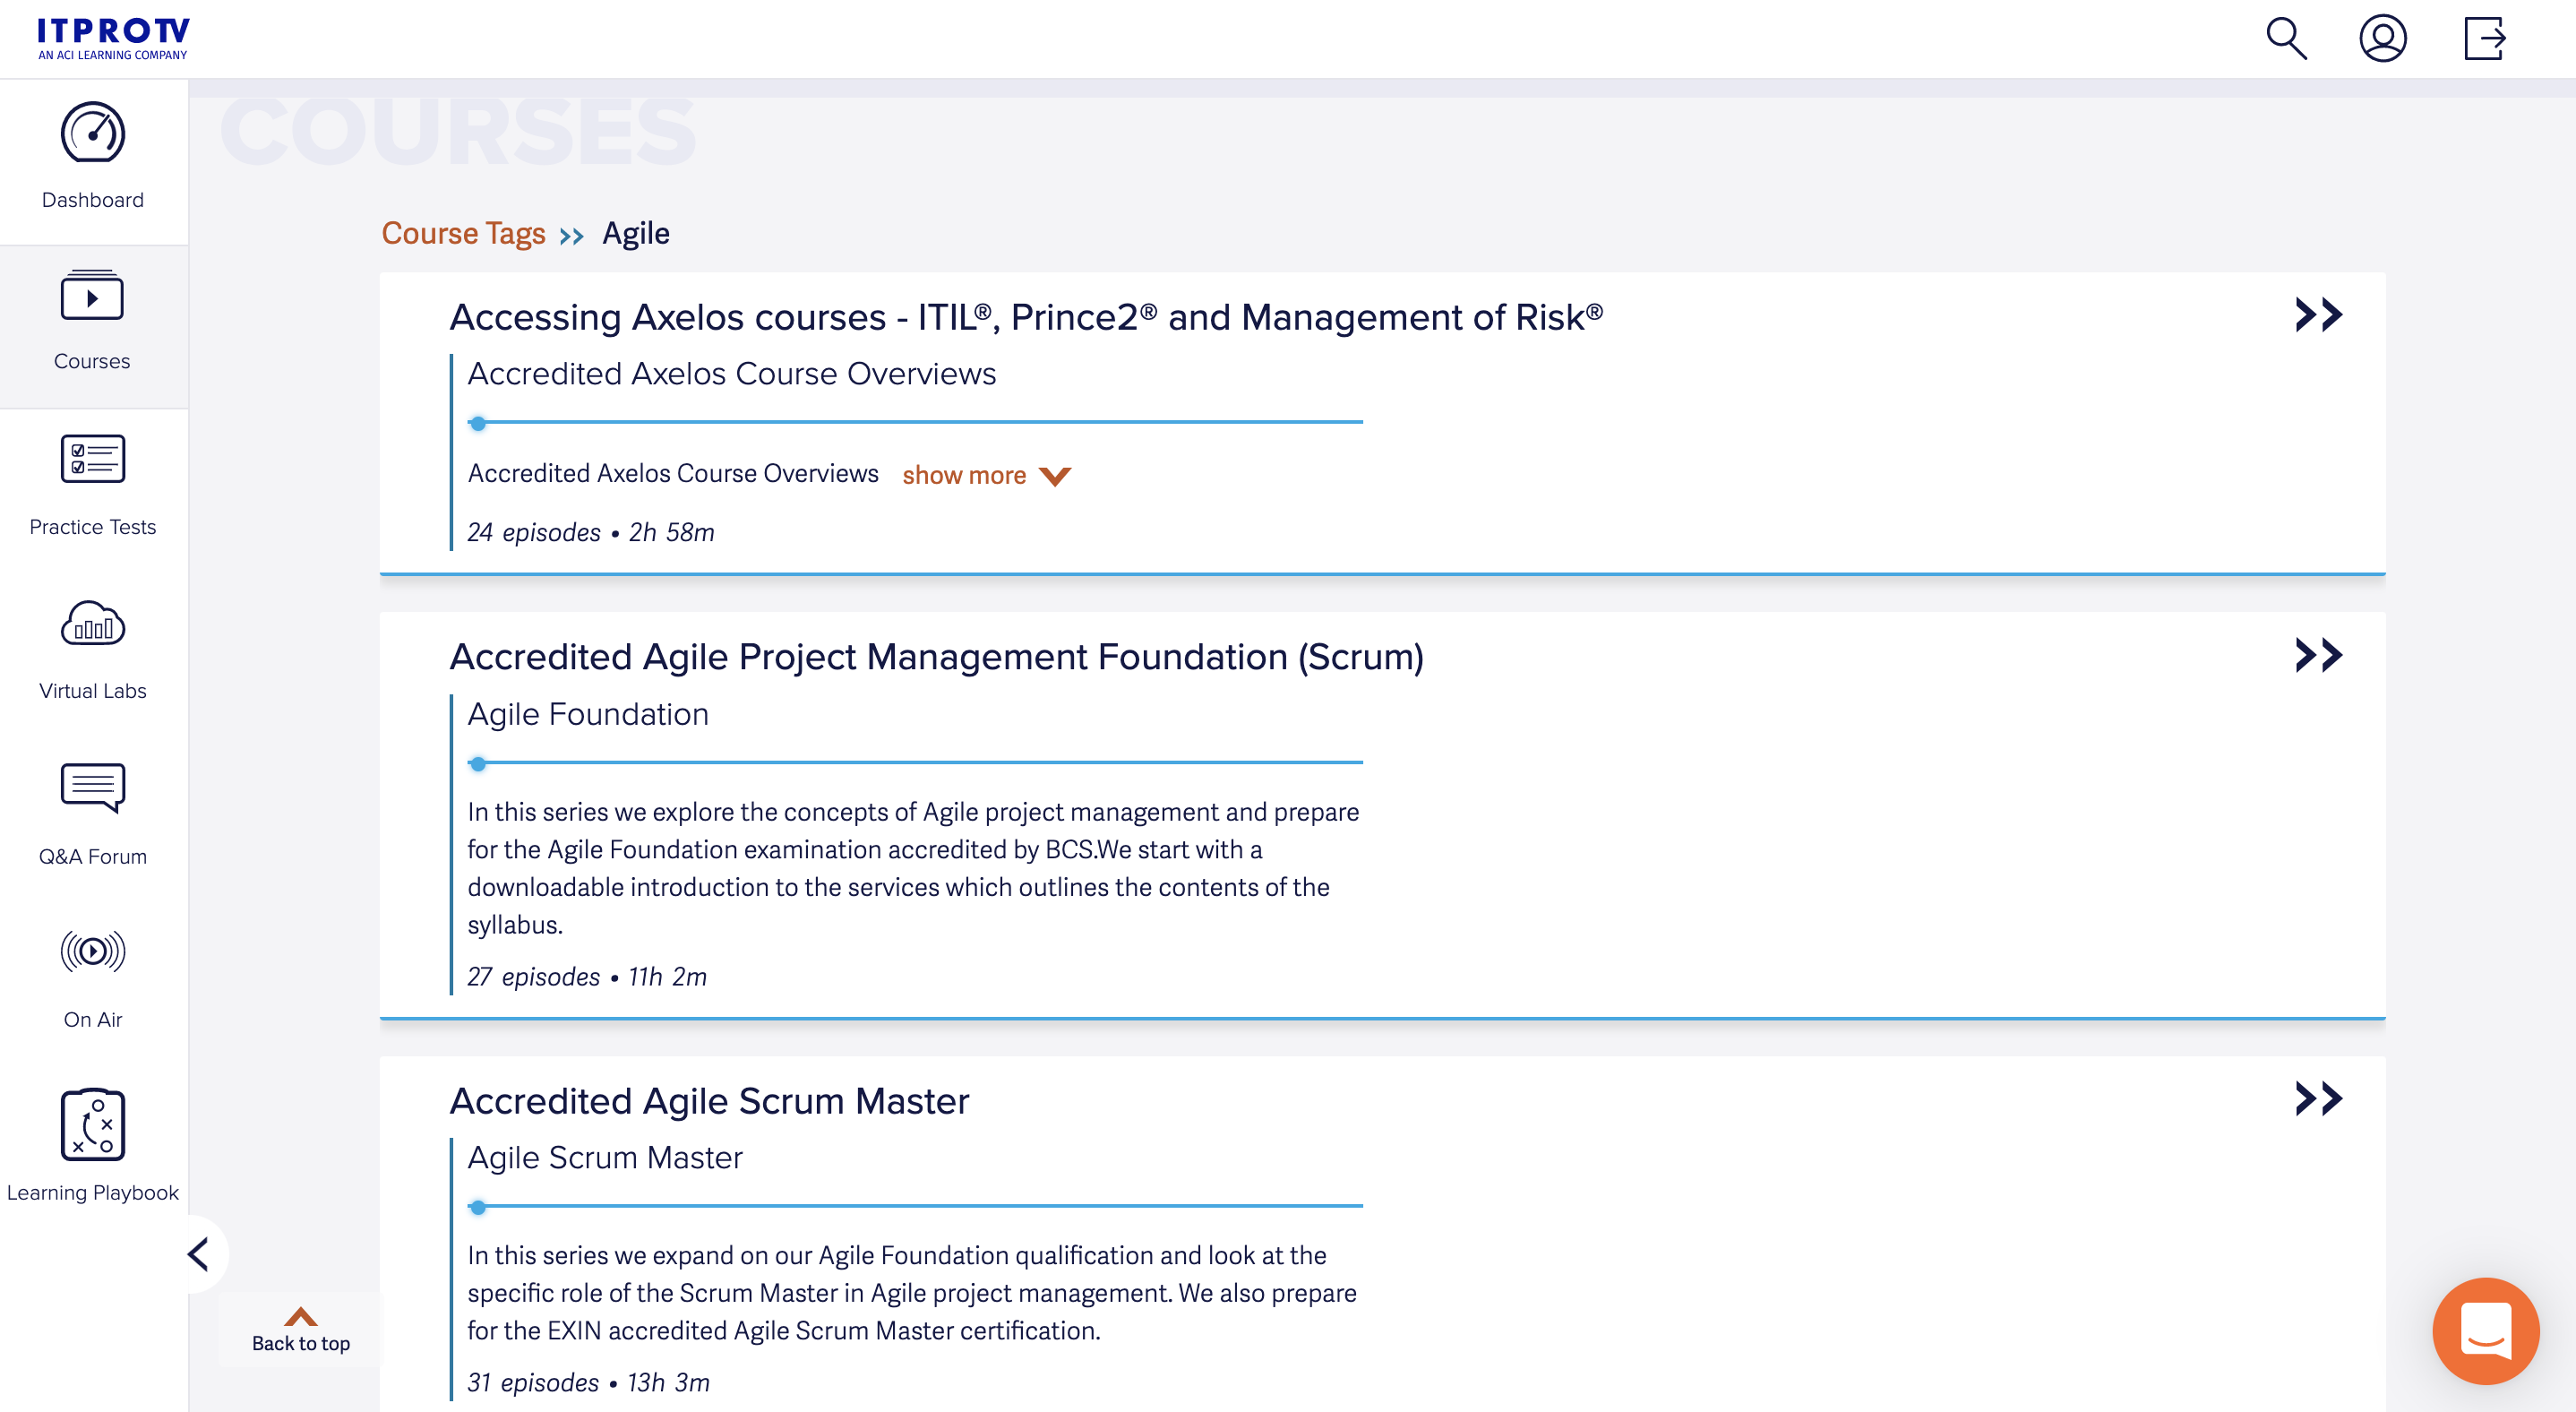 ITPROTV
AN ACI LEARNING COMPANY
Dashboard
Courses
Practice Tests
Virtual Labs
Q&A Forum
On Air
Learning Playbook
COURSES
Course Tags >> Agile
Accessing Axelos courses - ITIL®, Prince2® and Management of Risk®
Accredited Axelos Course Overviews
Accredited Axelos Course Overviews show more
24 episodes • 2h 58m
Accredited Agile Project Management Foundation (Scrum)
Agile Foundation
In this series we explore the concepts of Agile project management and prepare
for the Agile Foundation examination accredited by BCS.We start with a
downloadable introduction to the services which outlines the contents of the
syllabus.
27 episodes • 11h 2m
Accredited Agile Scrum Master
Agile Scrum Master
In this series we expand on our Agile Foundation qualification and look at the
specific role of the Scrum Master in Agile project management. We also prepare
for the EXIN accredited Agile Scrum Master certification.
31 episodes • 13h 3m
Back to top